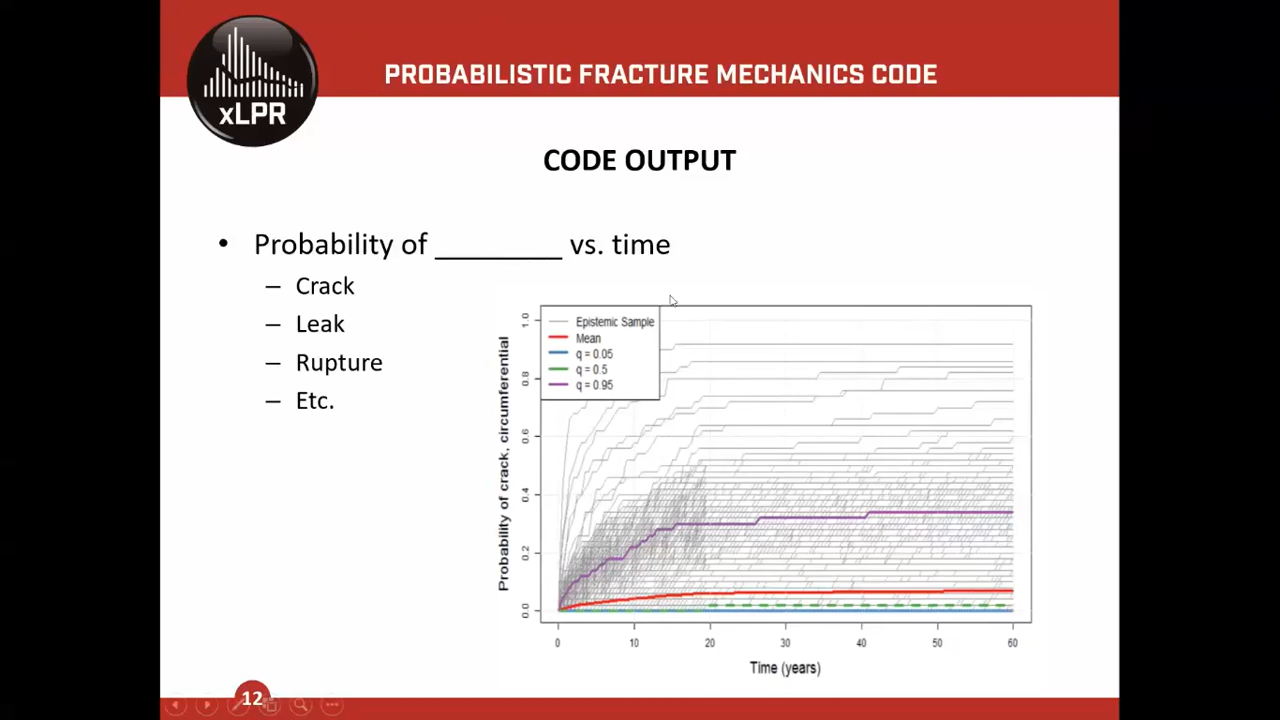 xLPR
PROBABILISTIC FRACTURE MECHANICS CODE
CODE OUTPUT
• Probability of ________ vs. time
– Crack
– Leak
– Rupture
– Etc.
Epistemic Sample
Mean
q = 0.05
q = 0.5
q = 0.95
Probability of crack, circumferential
1.0
0.8
0.6
0.4
0.2
0.0
0 10 20 30 40 50 60
Time (years)
12